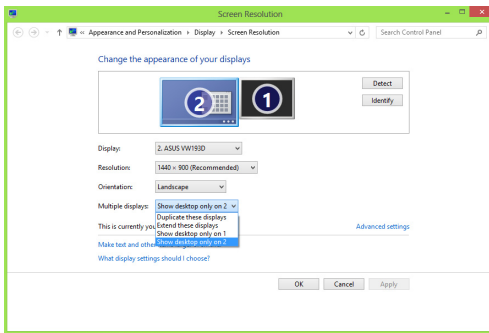 Screen Resolution
« Appearance and Personalization Display Screen Resolution
Search Control Panel
Change the appearance of your displays
2
1
Detect
Identify
Display: 2. ASUS VW193D
Resolution: 1440 × 900 (Recommended)
Orientation: Landscape
Multiple displays: Show desktop only on 2
Duplicate these displays
This is currently you
Extend these displays
Advanced settings
Show desktop only on 1
Make text and othe
Show desktop only on 2
What display settings should I choose?
OK Cancel Apply